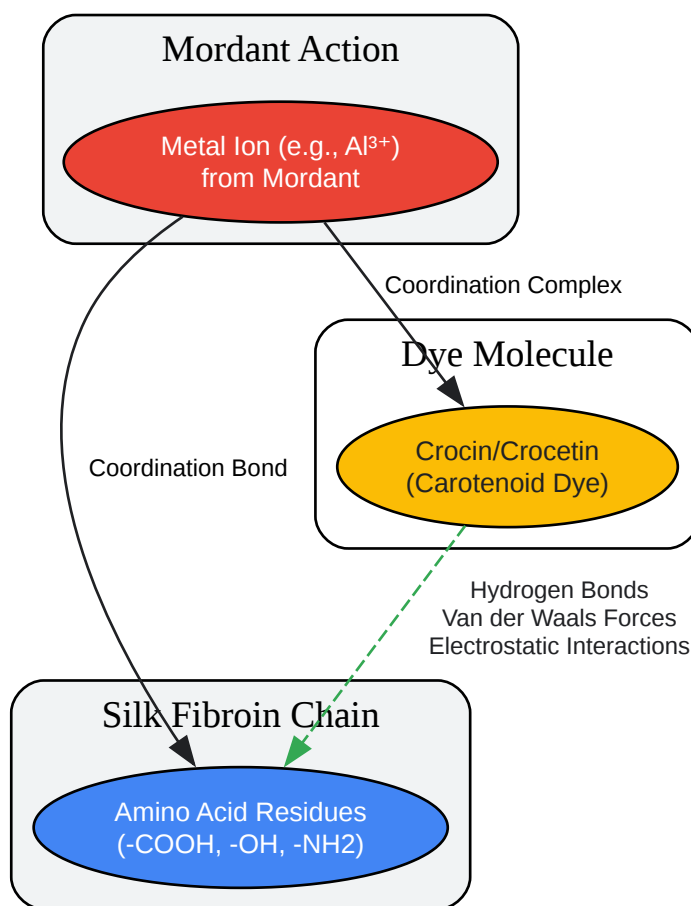 Mordant Action
Metal Ion (e.g., Al³⁺)
from Mordant
Coordination Complex
Dye Molecule
Crocin/Crocetin
(Carotenoid Dye)
Coordination Bond
Hydrogen Bonds
Van der Waals Forces
Electrostatic Interactions
Silk Fibroin Chain
Amino Acid Residues
(-COOH, -OH, -NH2)